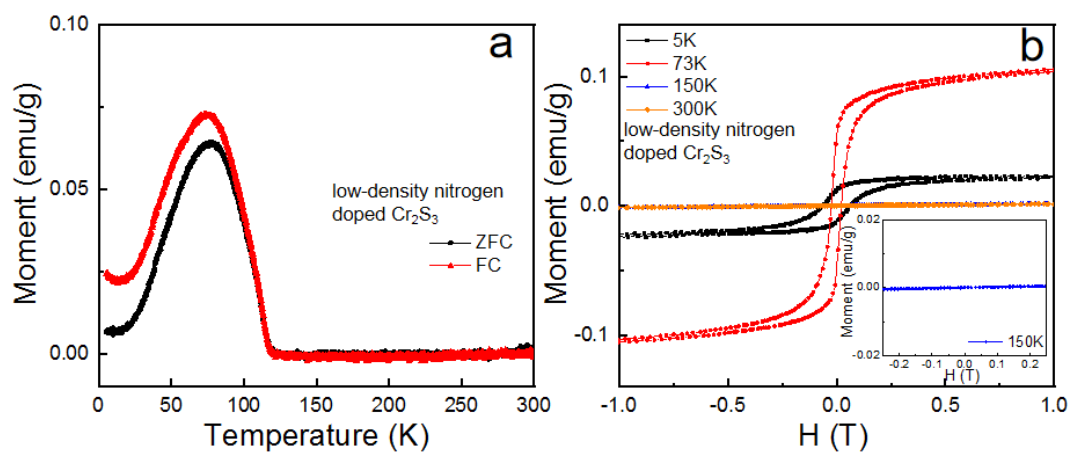 a
0.10
0.05
0.00
Moment (emu/g)
low-density nitrogen
doped Cr₂S₃
ZFC
FC
0 50 100 150 200 250 300
Temperature (K)
b
5K
73K
150K
300K
low-density nitrogen
doped Cr₂S₃
0.1
0.0
-0.1
Moment (emu/g)
-1.0 -0.5 0.0 0.5 1.0
H (T)
0.02
0.00
-0.02
Moment (emu/g)
150K
-0.2 -0.1 0.0 0.1 0.2
H (T)